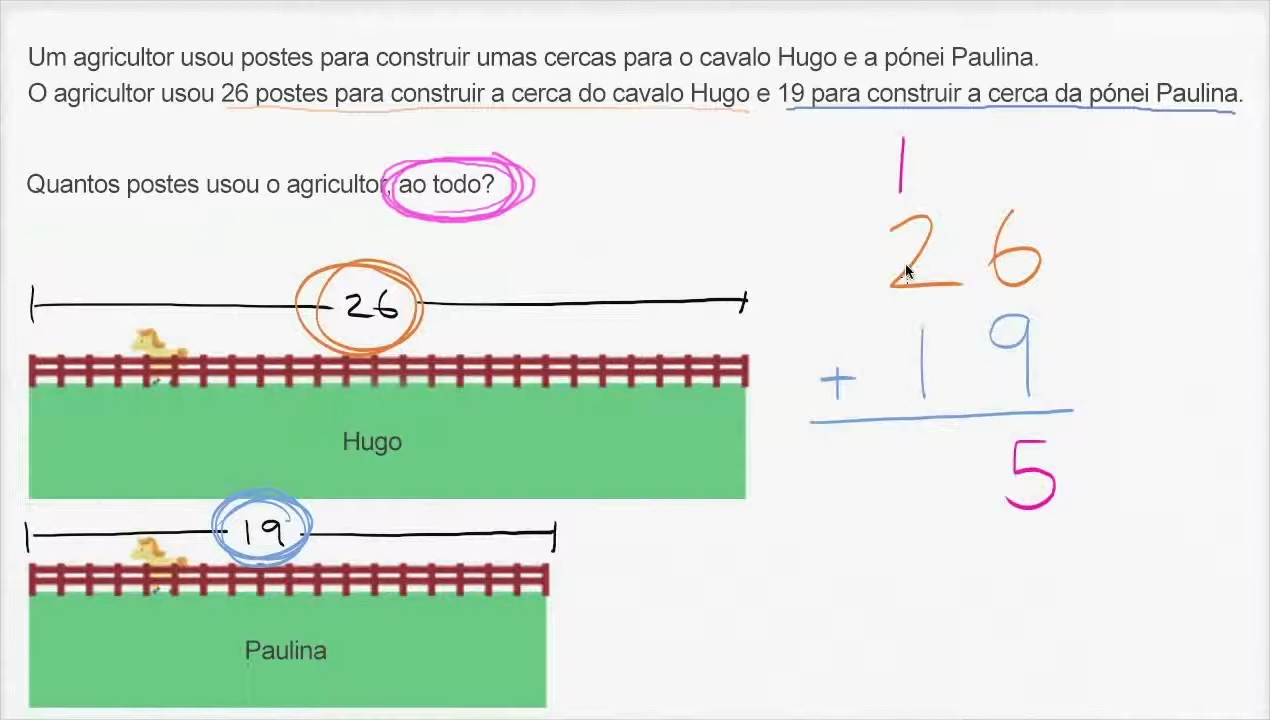 Um agricultor usou postes para construir umas cercas para o cavalo Hugo e a pónei Paulina.
O agricultor usou 26 postes para construir a cerca do cavalo Hugo e 19 para construir a cerca da pónei Paulina.
Quantos postes usou o agricultor, ao todo?
1
26
+ 19
5
26
Hugo
19
Paulina